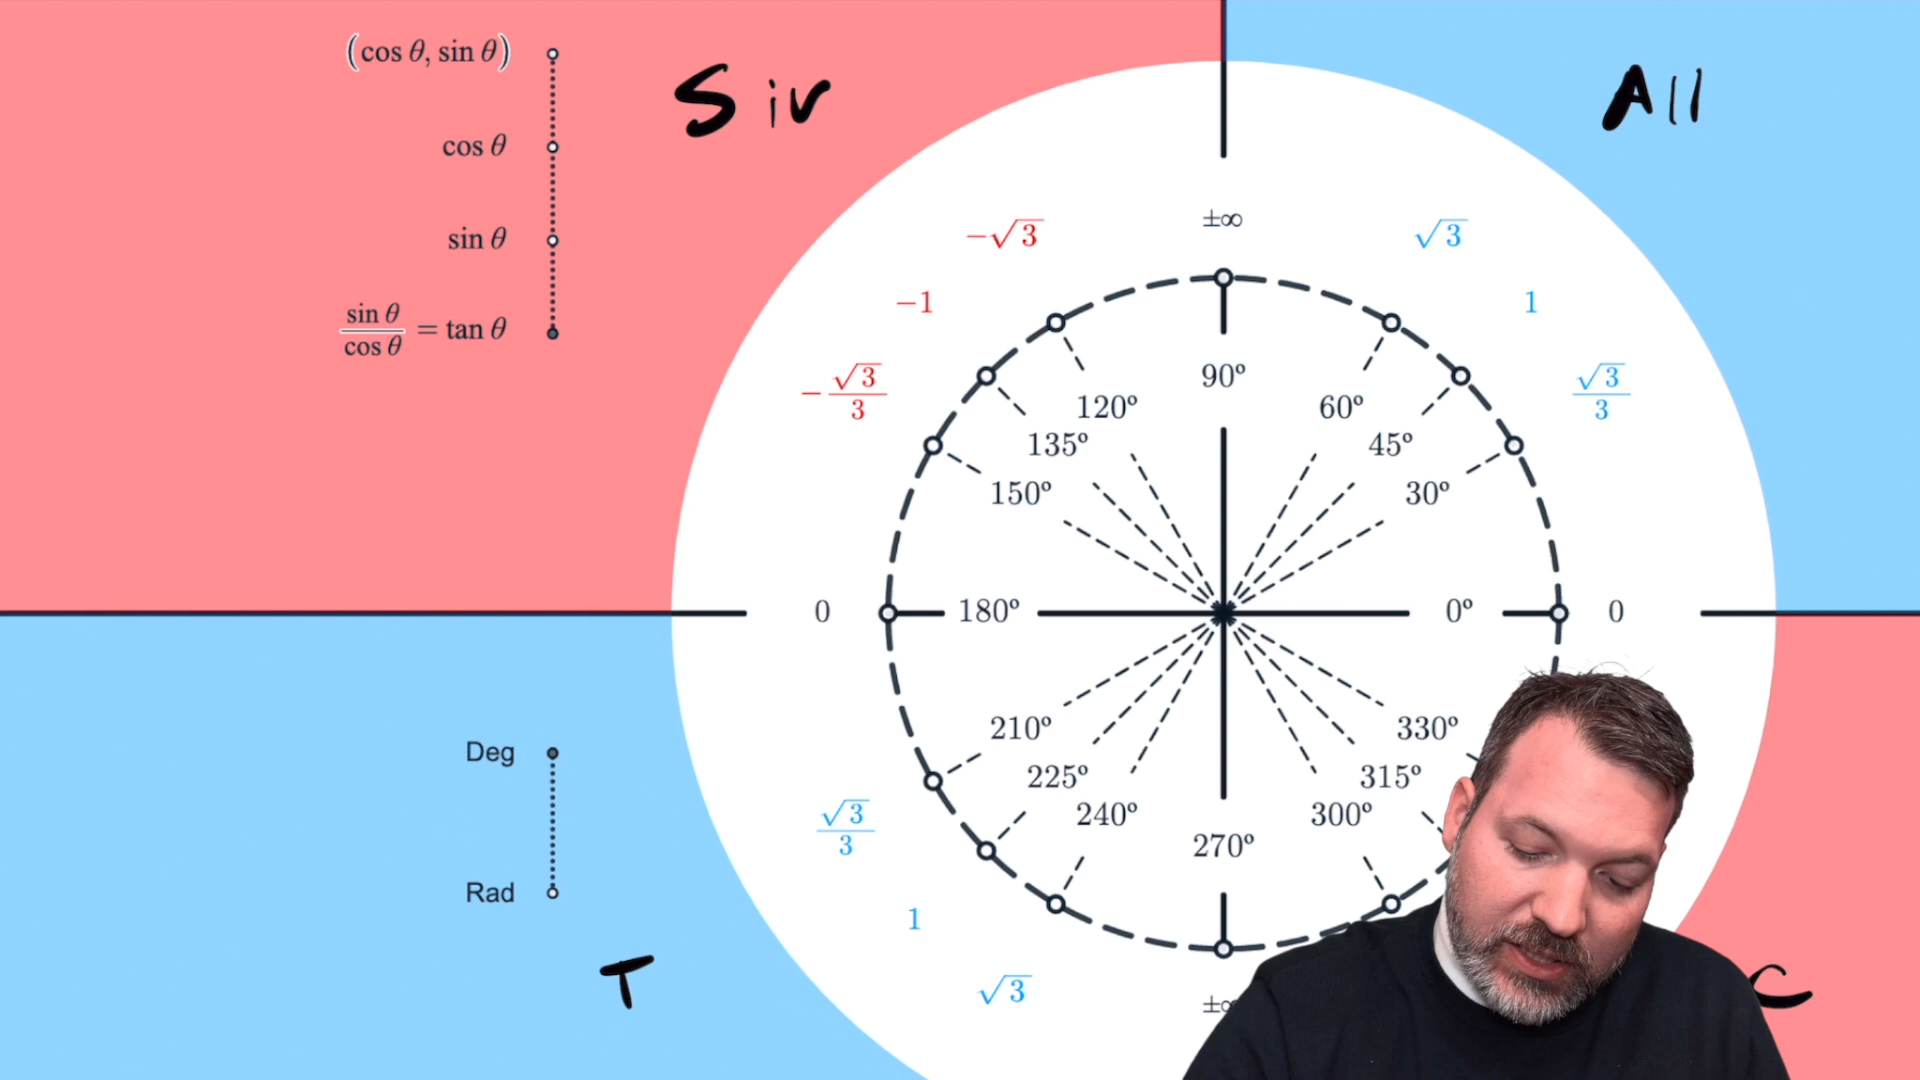 (cos θ, sin θ)
cos θ
sin θ
sin θ / cos θ = tan θ
Siv
All
±∞
−√3
√3
−1
1
−√3/3
√3/3
90º
120º
60º
135º
45º
150º
30º
0
180º
0º
0
210º
330º
225º
315º
240º
300º
270º
Deg
Rad
√3/3
1
√3
T
C